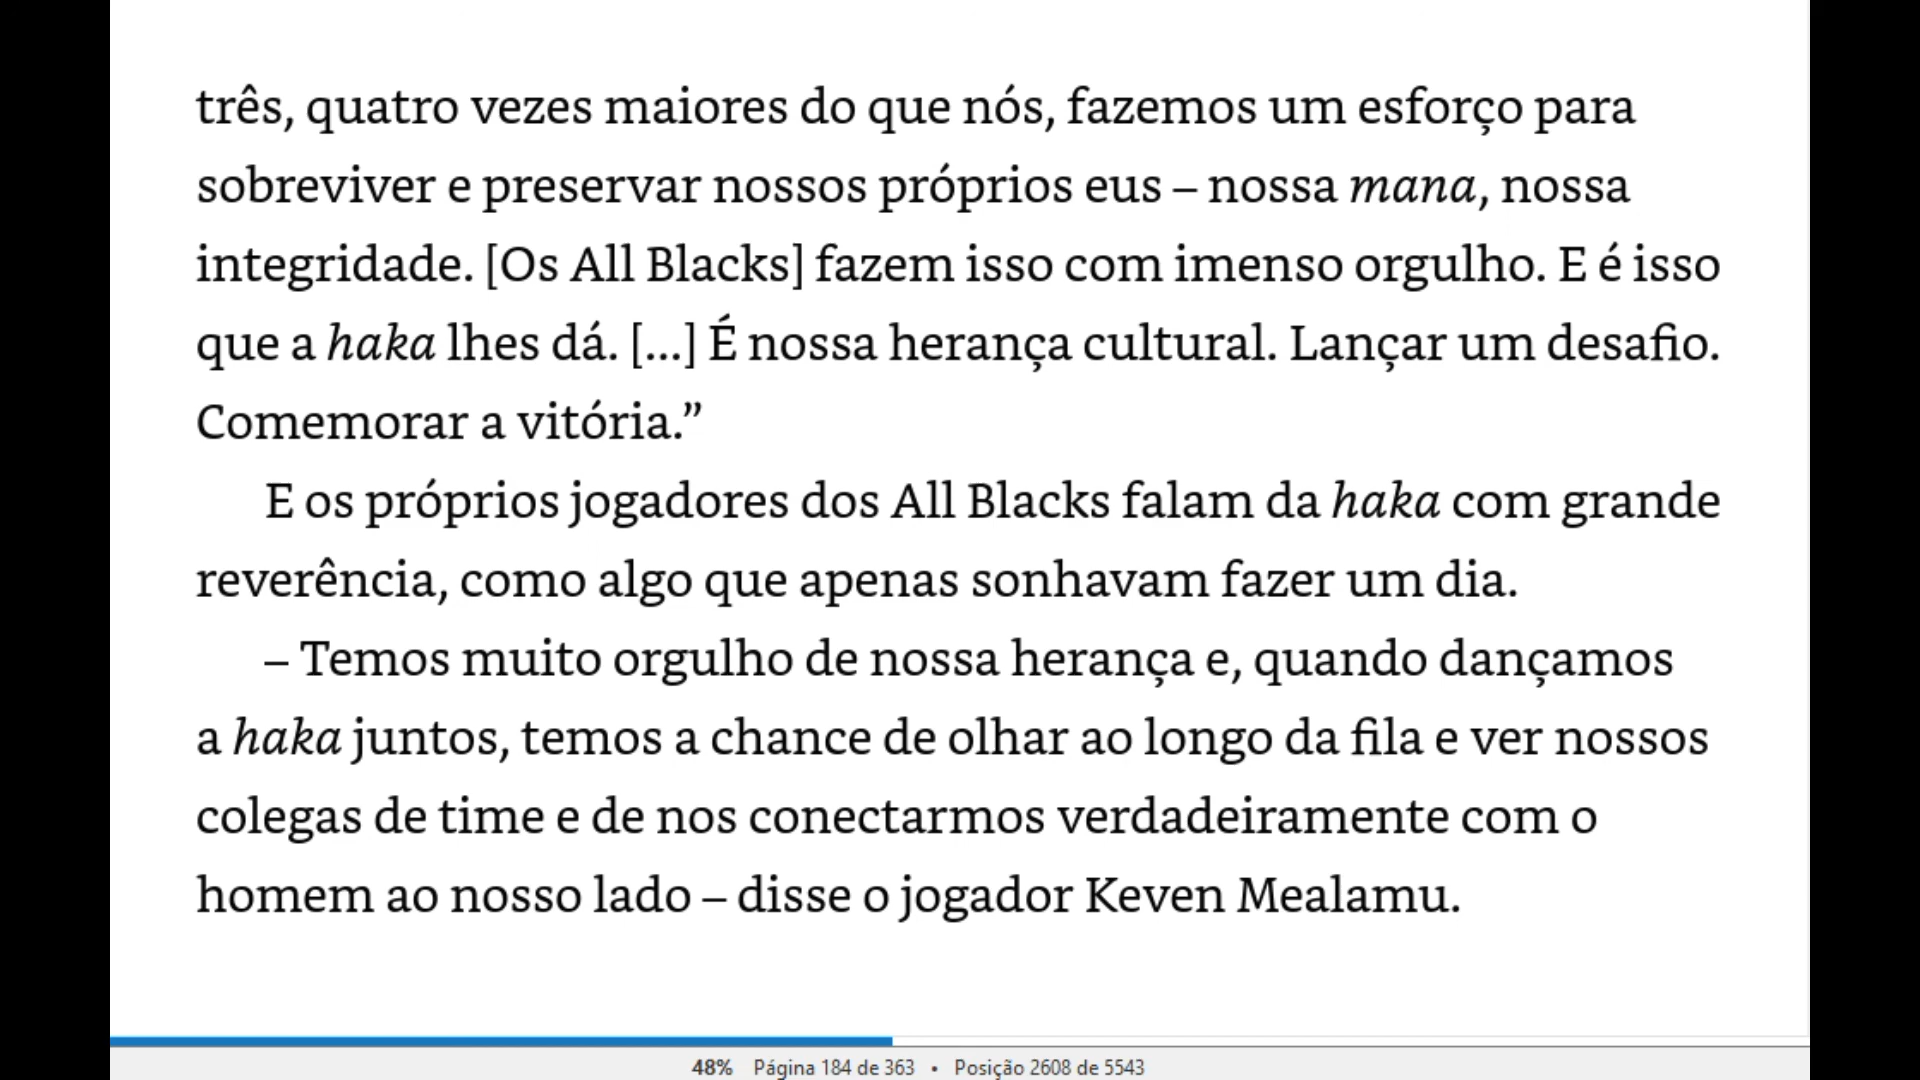 três, quatro vezes maiores do que nós, fazemos um esforço para
sobreviver e preservar nossos próprios eus – nossa mana, nossa
integridade. [Os All Blacks] fazem isso com imenso orgulho. E é isso
que a haka lhes dá. [...] É nossa herança cultural. Lançar um desafio.
Comemorar a vitória.”
E os próprios jogadores dos All Blacks falam da haka com grande
reverência, como algo que apenas sonhavam fazer um dia.
– Temos muito orgulho de nossa herança e, quando dançamos
a haka juntos, temos a chance de olhar ao longo da fila e ver nossos
colegas de time e de nos conectarmos verdadeiramente com o
homem ao nosso lado – disse o jogador Keven Mealamu.
48% Página 184 de 363 • Posição 2608 de 5543